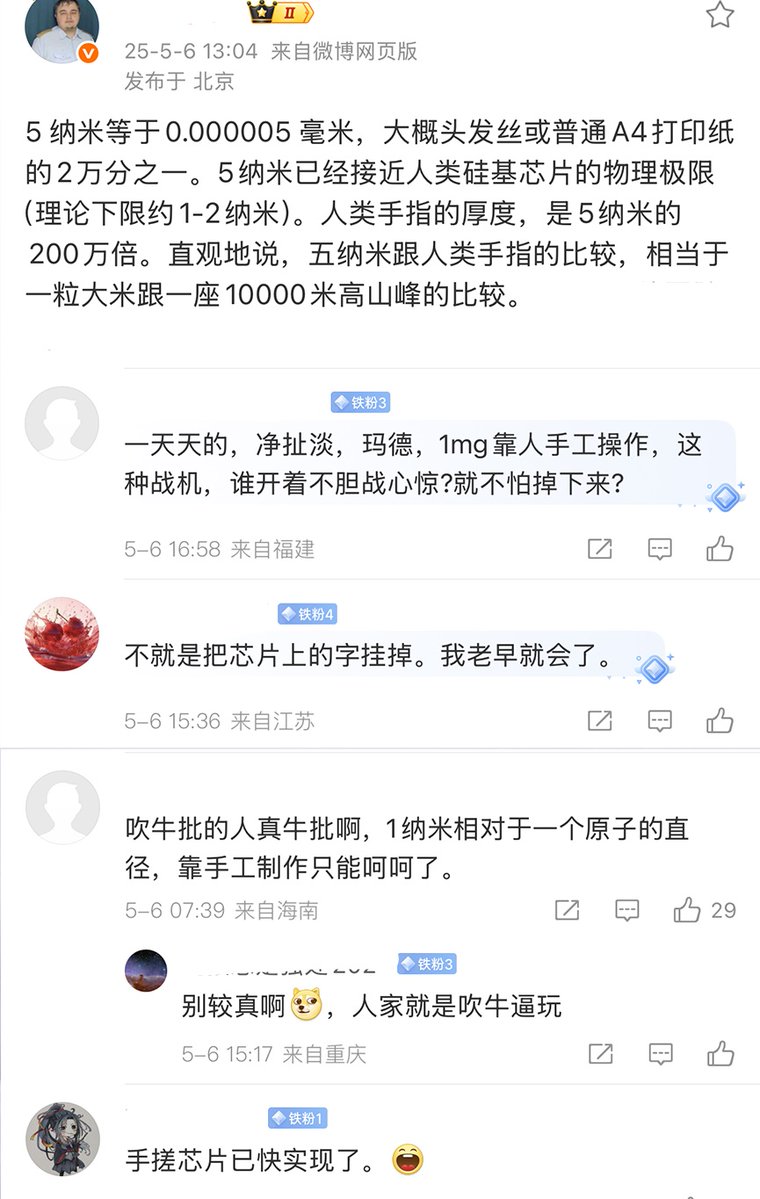 II
25-5-6 13:04 来自微博网页版
发布于 北京
5 纳米等于0.000005 毫米，大概头发丝或普通A4打印纸
的2万分之一。5纳米已经接近人类硅基芯片的物理极限
(理论下限约1-2纳米)。人类手指的厚度，是5纳米的
200万倍。直观地说，五纳米跟人类手指的比较，相当于
一粒大米跟一座10000米高山峰的比较。
铁粉3
一天天的，净扯淡，玛德，1mg靠人手工操作，这
种战机，谁开着不胆战心惊?就不怕掉下来?
5-6 16:58 来自福建
铁粉4
不就是把芯片上的字挂掉。我老早就会了。
5-6 15:36 来自江苏
吹牛批的人真牛批啊，1纳米相对于一个原子的直
径，靠手工制作只能呵呵了。
5-6 07:39 来自海南
29
铁粉3
别较真啊，人家就是吹牛逼玩
5-6 15:17 来自重庆
铁粉1
手搓芯片已快实现了。